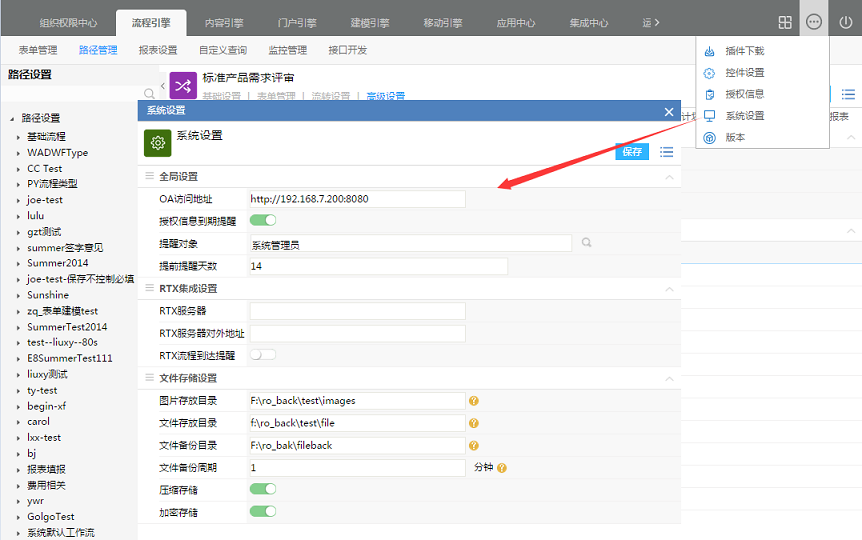 组织权限中心 流程引擎 内容引擎 门户引擎 建模引擎 移动引擎 应用中心 集成中心
表单管理 路径管理 报表设置 自定义查询 监控管理 接口开发
插件下载
控件设置
授权信息
系统设置
版本
路径设置
标准产品需求评审
基础设置 | 表单管理 | 流转设置 | 高级设置
报表
路径设置
基础流程
WADWFType
CC Test
PY流程类型
joe-test
lulu
gzt测试
summer签字意见
Summer2014
joe-test-保存不控制必填
Sunshine
zq_表单建模test
SummerTest2014
test--liuxy--80s
E8SummerTest111
liuxy测试
ty-test
begin-xf
carol
lxx-test
bj
报表填报
费用相关
ywr
GolgoTest
系统默认工作流
系统设置
系统设置
保存
全局设置
OA访问地址 http://192.168.7.200:8080
授权信息到期提醒
提醒对象 系统管理员
提前提醒天数 14
RTX集成设置
RTX服务器
RTX服务器对外地址
RTX流程到达提醒
文件存储设置
图片存放目录 F:\ro_back\test\images
文件存放目录 f:\ro_back\test\file
文件备份目录 F:\ro_bak\fileback
文件备份周期 1 分钟
压缩存储
加密存储